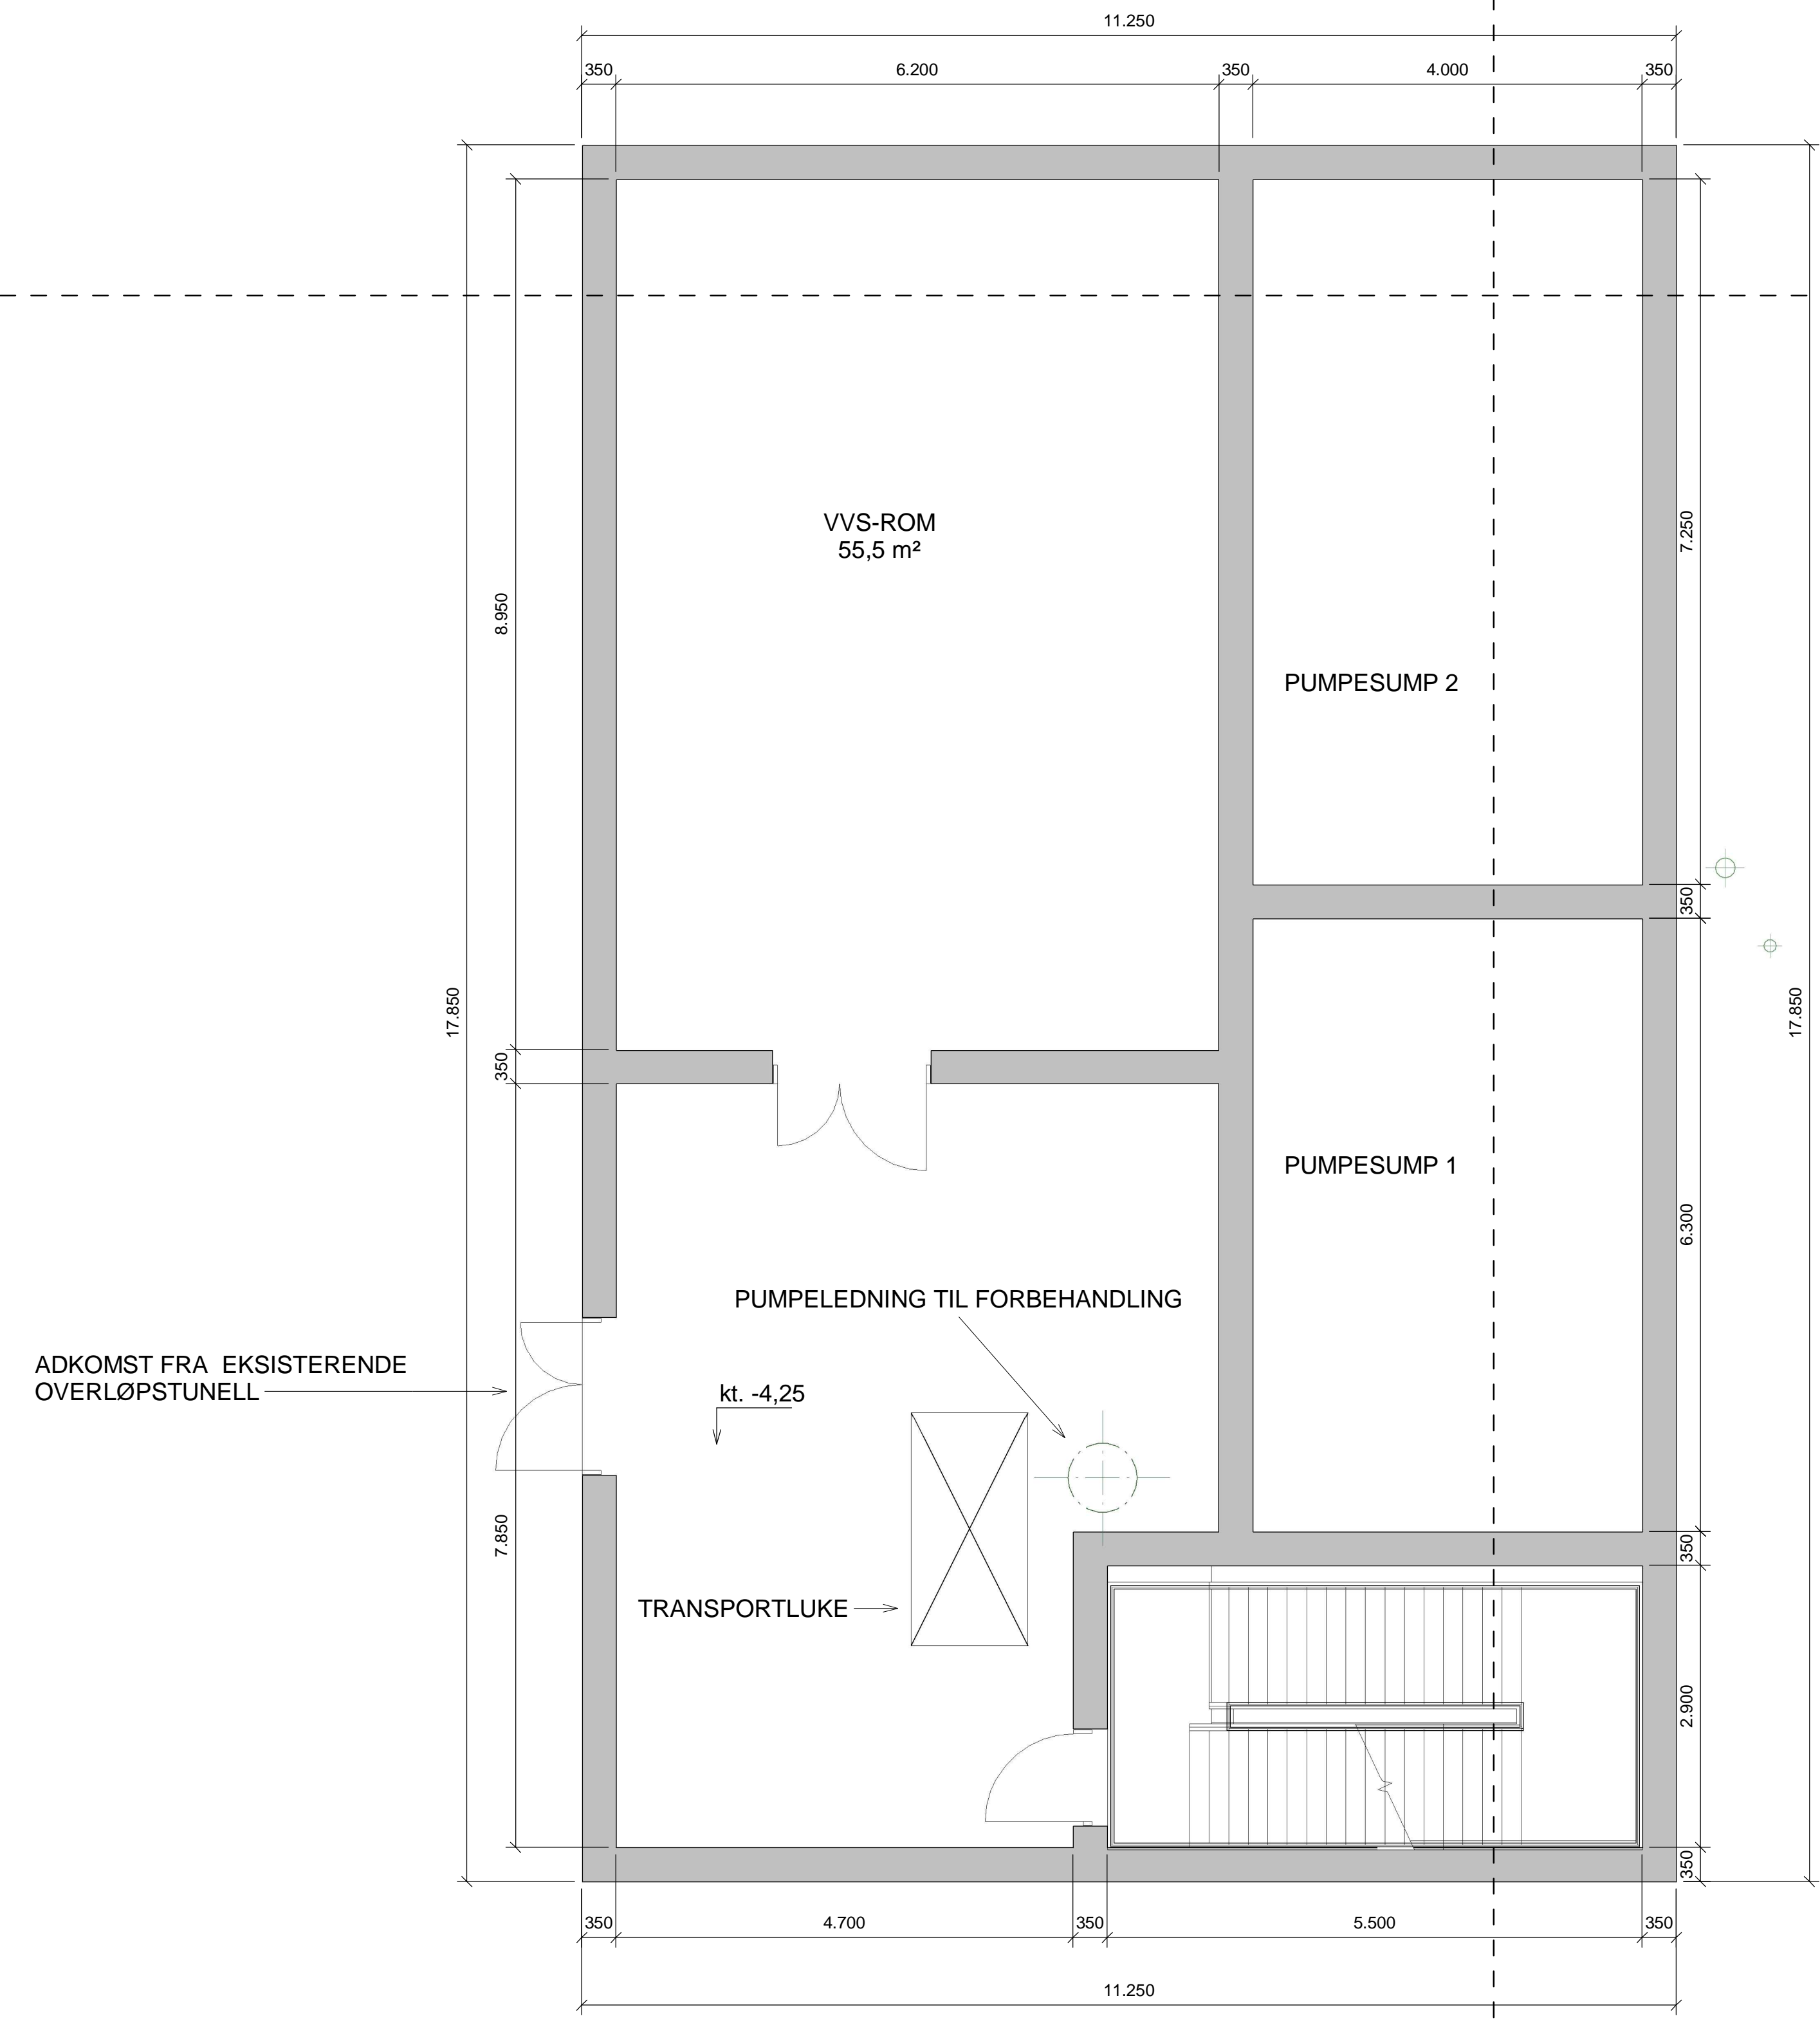 11.250
350 6.200 350 4.000 350
VVS-ROM
55,5 m²
7.250
8.950
PUMPESUMP 2
350
17.850
17.850
350
PUMPESUMP 1
6.300
PUMPELEDNING TIL FORBEHANDLING
ADKOMST FRA EKSISTERENDE
OVERLØPSTUNELL
kt. -4,25
7.850
350
TRANSPORTLUKE
2.900
350
350 4.700 350 5.500 350
11.250